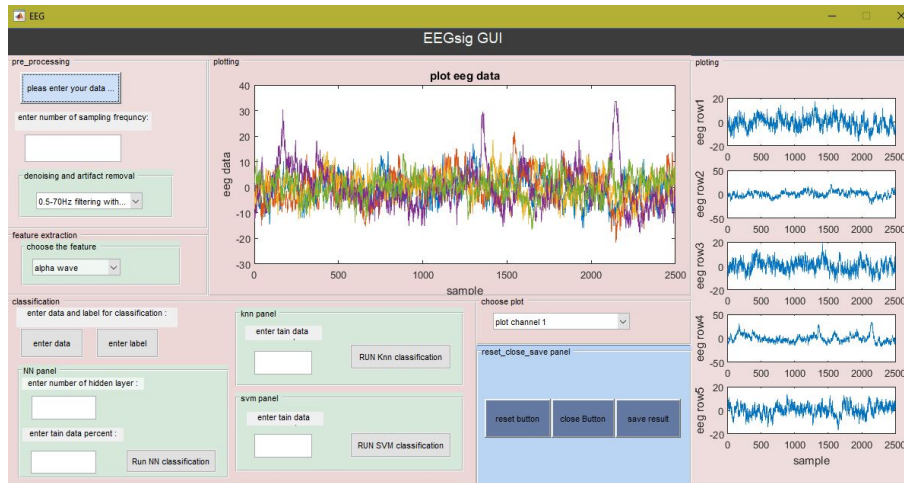 EEG
EEGsig GUI
pre_processing
pleas enter your data ...
enter number of sampling frequncy:
denoising and artifact removal
0.5-70Hz filtering with...
feature extraction
choose the feature
alpha wave
plotting
plot eeg data
eeg data
40
30
20
10
0
-10
-20
-30
0 500 1000 1500 2000 2500
sample
ploting
eeg row1
20
0
-20
0 500 1000 1500 2000 2500
eeg row2
50
0
-50
0 500 1000 1500 2000 2500
eeg row3
20
0
-20
0 500 1000 1500 2000 2500
eeg row4
50
0
-50
0 500 1000 1500 2000 2500
eeg row5
20
0
-20
0 500 1000 1500 2000 2500
sample
classification
enter data and label for classification :
enter data
enter label
NN panel
enter number of hidden layer :
enter tain data percent :
Run NN classification
knn panel
enter tain data
RUN Knn classification
svm panel
enter tain data
RUN SVM classification
choose plot
plot channel 1
reset_close_save panel
reset button
close Button
save result